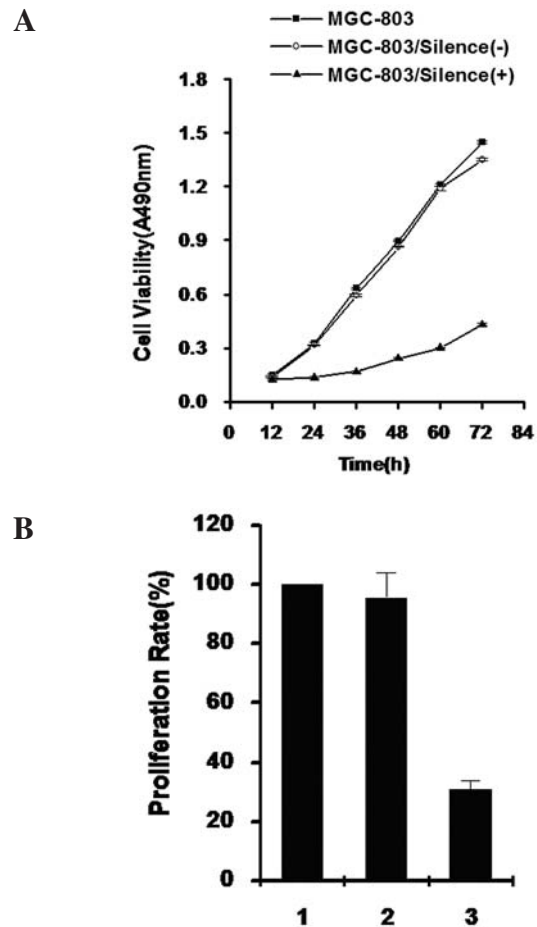 A
MGC-803
MGC-803/Silence(-)
MGC-803/Silence(+)
Cell Viability(A490nm)
1.8
1.5
1.2
0.9
0.6
0.3
0.0
0 12 24 36 48 60 72 84
Time(h)
B
Proliferation Rate(%)
120
100
80
60
40
20
0
1 2 3